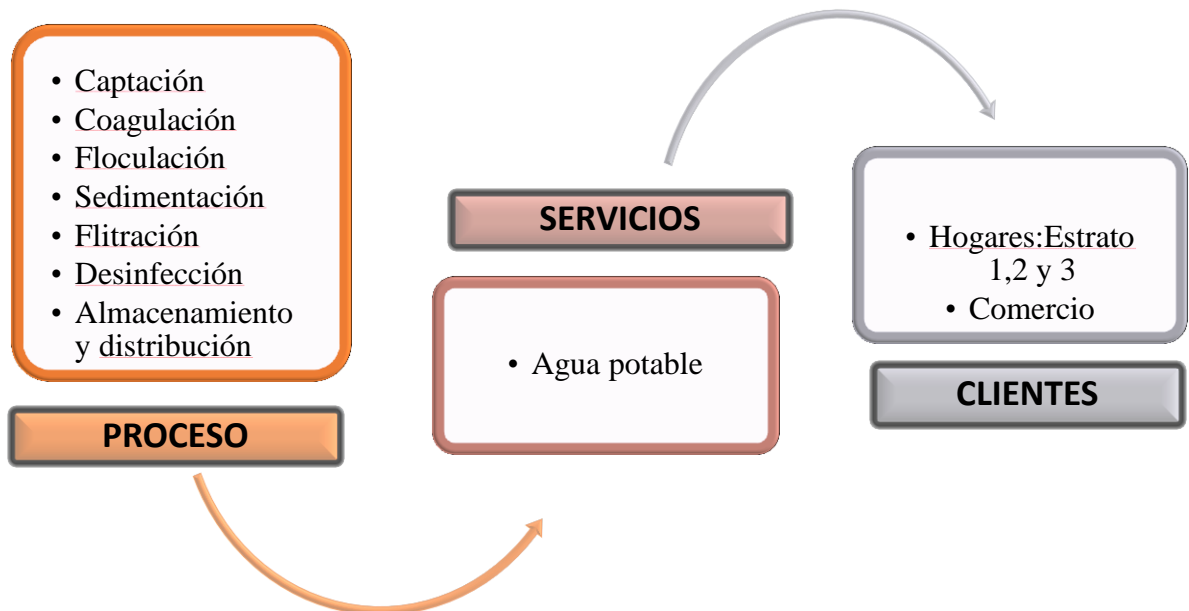 • Captación
• Coagulación
• Floculación
• Sedimentación
• Flitración
• Desinfección
• Almacenamiento
y distribución
PROCESO
SERVICIOS
• Agua potable
• Hogares:Estrato
1,2 y 3
• Comercio
CLIENTES